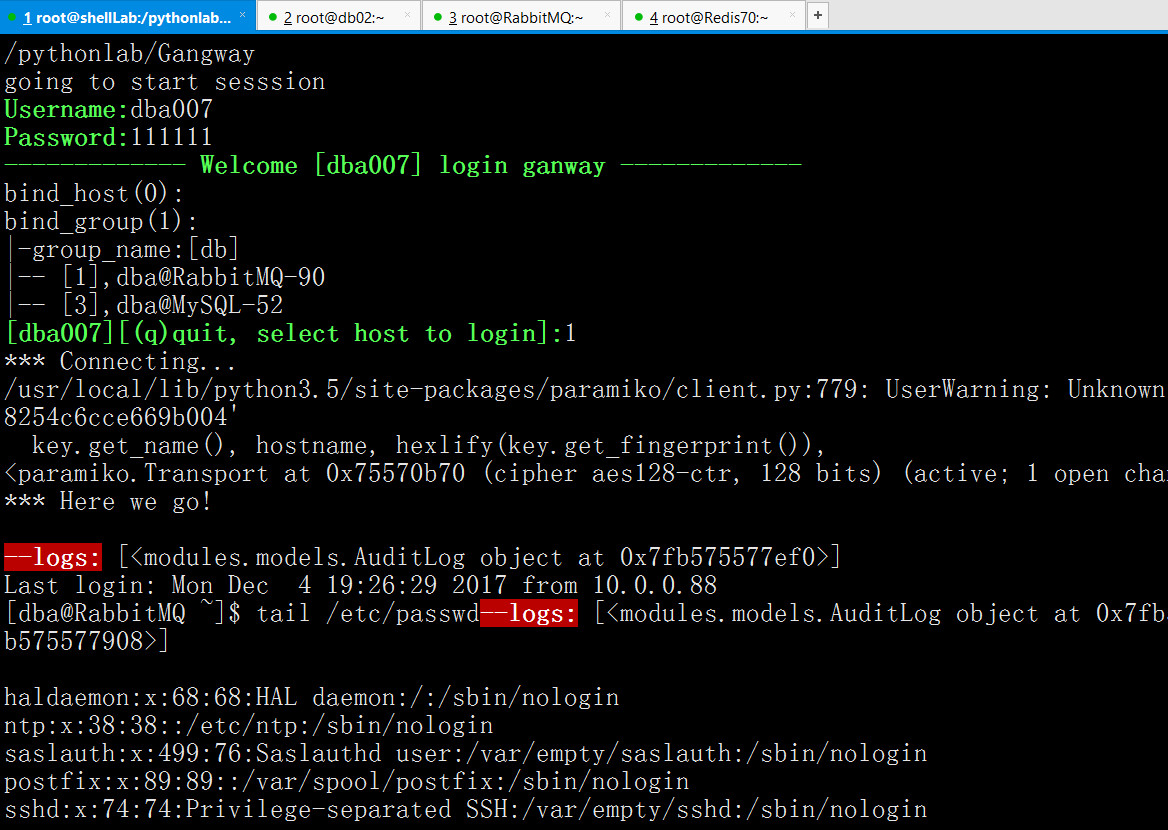 1 root@shellLab:/pythonlab... × 2 root@db02:~ × 3 root@RabbitMQ:~ × 4 root@Redis70:~ × +
/pythonlab/Gangway
going to start sesssion
Username:dba007
Password:111111
------------- Welcome [dba007] login ganway -------------
bind_host(0):
bind_group(1):
|-group_name:[db]
|-- [1],dba@RabbitMQ-90
|-- [3],dba@MySQL-52
[dba007][(q)quit, select host to login]:1
*** Connecting...
/usr/local/lib/python3.5/site-packages/paramiko/client.py:779: UserWarning: Unknown
8254c6cce669b004'
  key.get_name(), hostname, hexlify(key.get_fingerprint()),
<paramiko.Transport at 0x75570b70 (cipher aes128-ctr, 128 bits) (active; 1 open cha
*** Here we go!
--logs: [<modules.models.AuditLog object at 0x7fb575577ef0>]
Last login: Mon Dec  4 19:26:29 2017 from 10.0.0.88
[dba@RabbitMQ ~]$ tail /etc/passwd--logs: [<modules.models.AuditLog object at 0x7fb
b575577908>]
haldaemon:x:68:68:HAL daemon:/:/sbin/nologin
ntp:x:38:38::/etc/ntp:/sbin/nologin
saslauth:x:499:76:Saslauthd user:/var/empty/saslauth:/sbin/nologin
postfix:x:89:89::/var/spool/postfix:/sbin/nologin
sshd:x:74:74:Privilege-separated SSH:/var/empty/sshd:/sbin/nologin